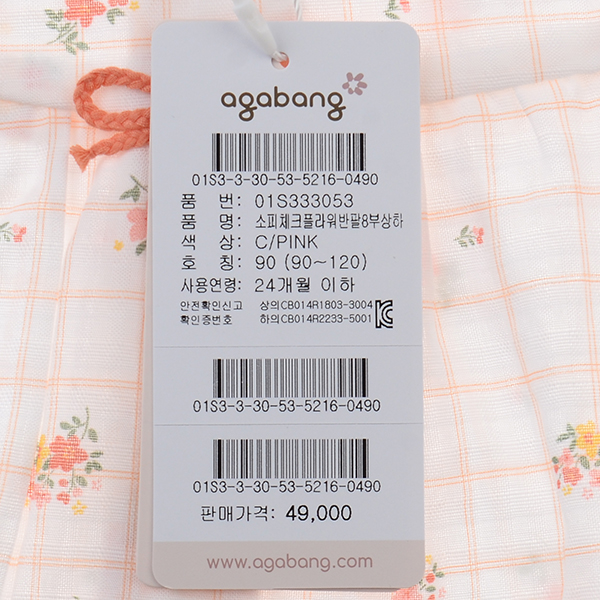 agabang
01S3-3-30-53-5216-0490
품 번: 01S333053
품 명: 소피체크플라워반팔8부상하
색 상: C/PINK
호 칭: 90 (90~120)
사용연령: 24개월 이하
안전확인신고 상의CB014R1803-3004
확인증번호 하의CB014R2233-5001
01S3-3-30-53-5216-0490
01S3-3-30-53-5216-0490
판매가격: 49,000
www.agabang.com